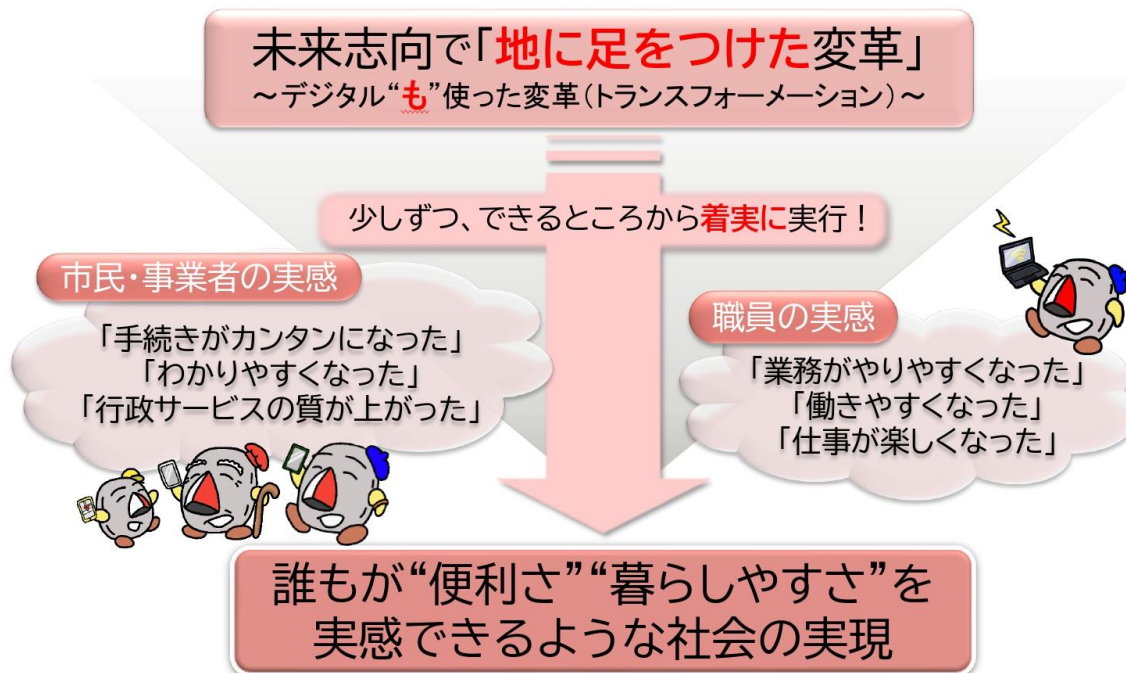 未来志向で「地に足をつけた変革」
～デジタル“も”使った変革(トランスフォーメーション)～
少しずつ、できるところから着実に実行！
市民・事業者の実感
「手続きがカンタンになった」
「わかりやすくなった」
「行政サービスの質が上がった」
職員の実感
「業務がやりやすくなった」
「働きやすくなった」
「仕事が楽しくなった」
誰もが“便利さ”“暮らしやすさ”を
実感できるような社会の実現